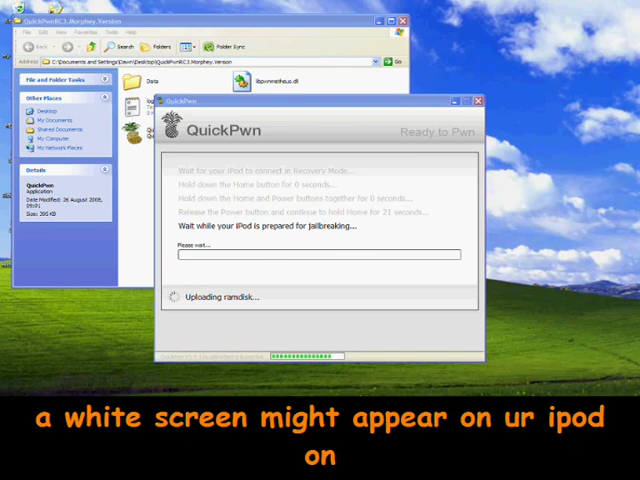 QuickPwnRC3.Morphey.Version
File Edit View Favorites Tools Help
Back Search Folders Folder Sync
Address C:\Documents and Settings\Dawn\Desktop\QuickPwnRC3.Morphey.Version Go
File and Folder Tasks
Data
libpwnmetheus.dll
Other Places
Desktop
My Documents
Shared Documents
My Computer
My Network Places
Details
QuickPwn
Application
Date Modified: 26 August 2008,
Size: 395 KB
QuickPwn
QuickPwn
Ready to Pwn
Wait for your iPod to connect in Recovery Mode...
Hold down the Home button for 0 seconds...
Hold down the Home and Power buttons together for 0 seconds...
Release the Power button and continue to hold Home for 21 seconds...
Wait while your iPod is prepared for jailbreaking...
Please wait...
Uploading ramdisk...
a white screen might appear on ur ipod
on